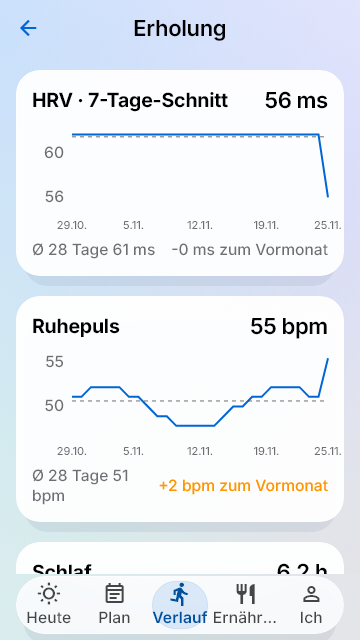 Erholung
HRV · 7-Tage-Schnitt 56 ms
60
56
29.10. 5.11. 12.11. 19.11. 25.11.
Ø 28 Tage 61 ms -0 ms zum Vormonat
Ruhepuls 55 bpm
55
50
29.10. 5.11. 12.11. 19.11. 25.11.
Ø 28 Tage 51
bpm
+2 bpm zum Vormonat
Schlaf 6,2 h
Heute Plan Verlauf Ernähr… Ich